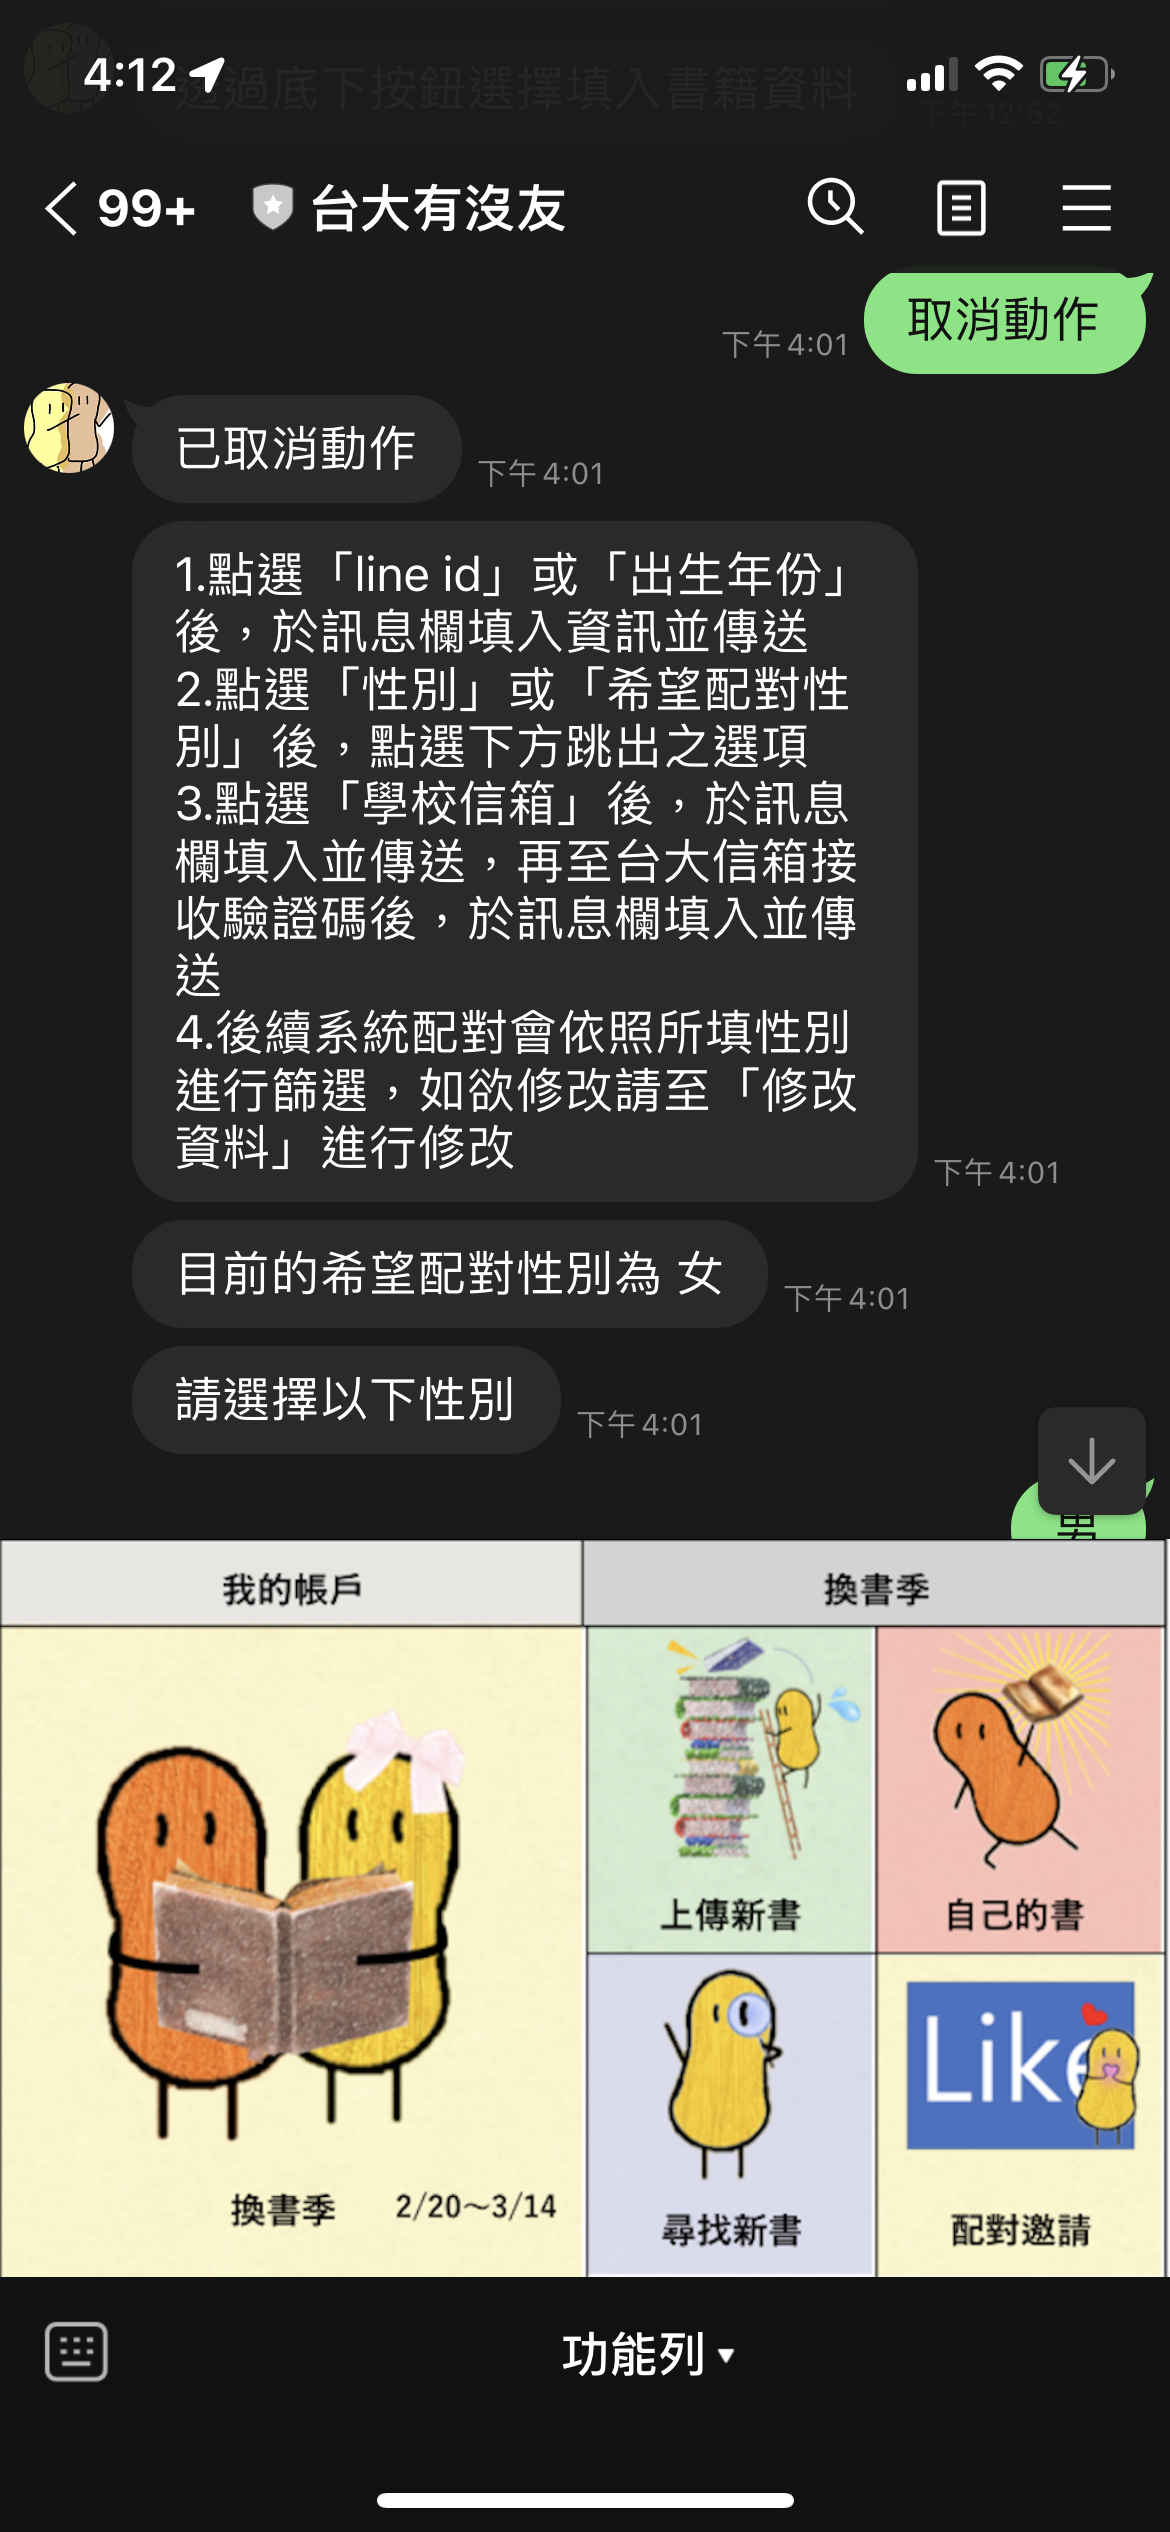 4:12
透過底下按鈕選擇填入書籍資料
下午 12:52
99+
台大有沒友
取消動作
下午 4:01
已取消動作
下午 4:01
1.點選「line id」或「出生年份」
後，於訊息欄填入資訊並傳送
2.點選「性別」或「希望配對性
別」後，點選下方跳出之選項
3.點選「學校信箱」後，於訊息
欄填入並傳送，再至台大信箱接
收驗證碼後，於訊息欄填入並傳
送
4.後續系統配對會依照所填性別
進行篩選，如欲修改請至「修改
資料」進行修改
下午 4:01
目前的希望配對性別為 女
下午 4:01
請選擇以下性別
下午 4:01
男
我的帳戶
換書季
上傳新書
自己的書
Like
換書季 2/20～3/14
尋找新書
配對邀請
功能列